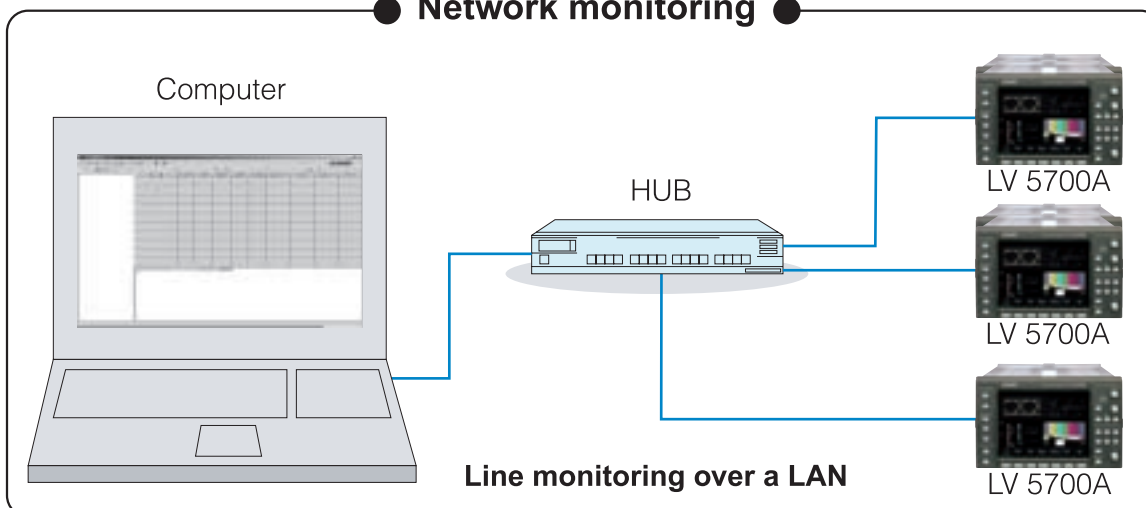 Network monitoring
Computer
HUB
LV 5700A
LV 5700A
LV 5700A
Line monitoring over a LAN